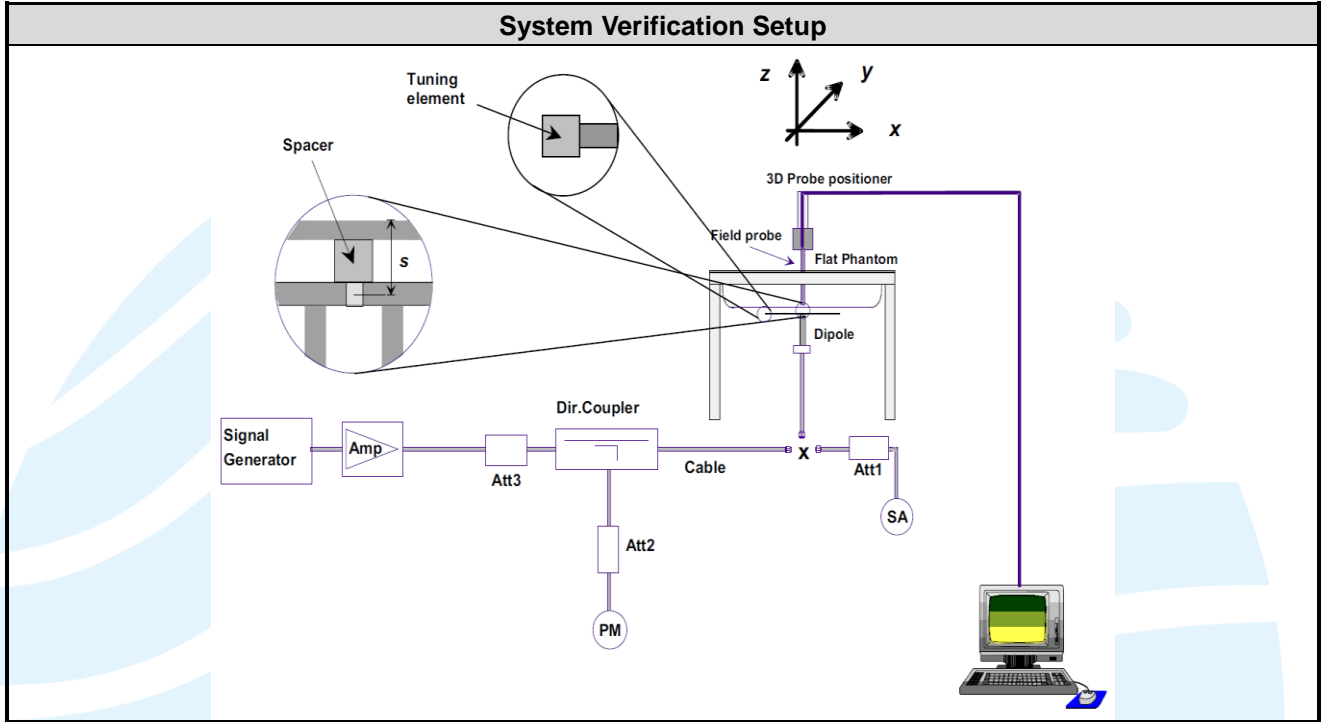 System Verification Setup
Tuning
element
z
y
x
Spacer
3D Probe positioner
Field probe
s
Flat Phantom
Dipole
Dir.Coupler
Signal
Generator
Amp
Att3
Cable
x
Att1
SA
Att2
PM